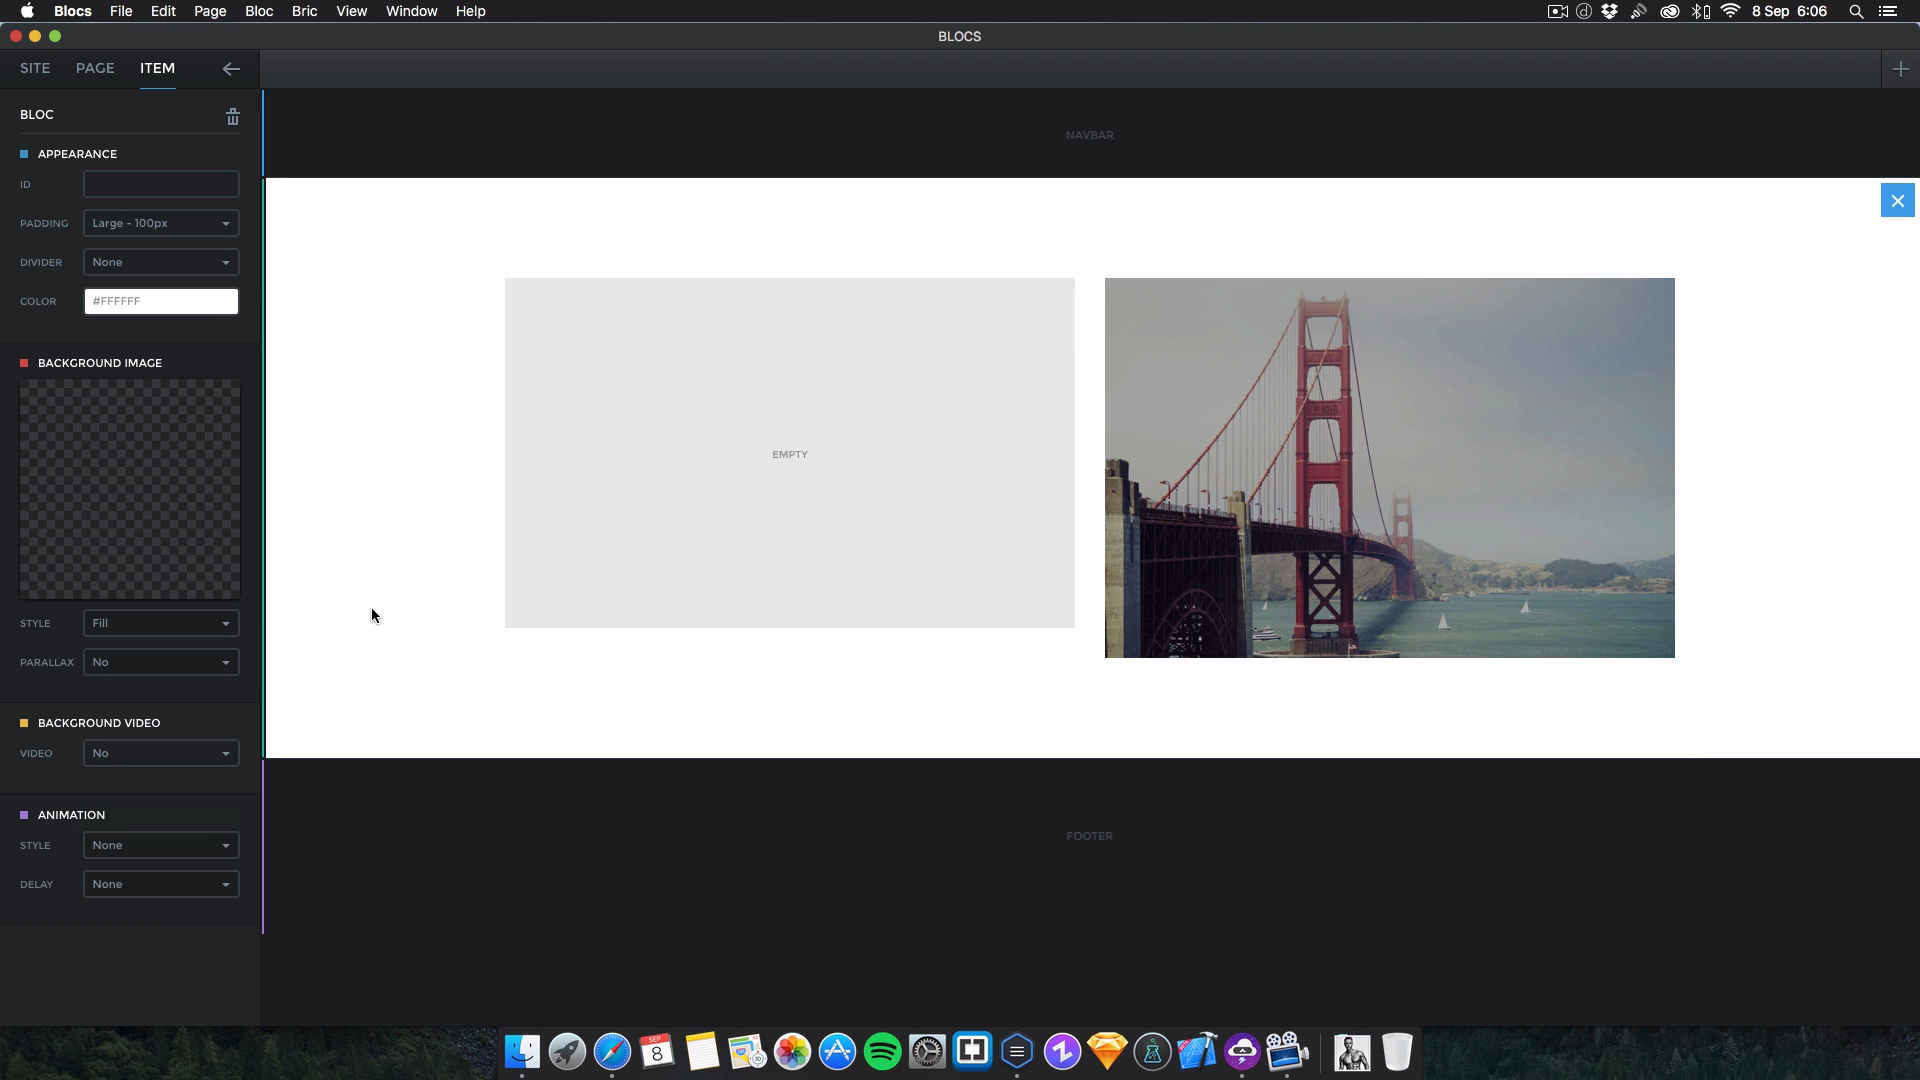 Blocs File Edit Page Bloc Bric View Window Help 8 Sep 6:06
BLOCS
SITE PAGE ITEM
BLOC
APPEARANCE
ID
PADDING Large - 100px
DIVIDER None
COLOR #FFFFFF
BACKGROUND IMAGE
STYLE Fill
PARALLAX No
BACKGROUND VIDEO
VIDEO No
ANIMATION
STYLE None
DELAY None
NAVBAR
EMPTY
FOOTER
SEP
8